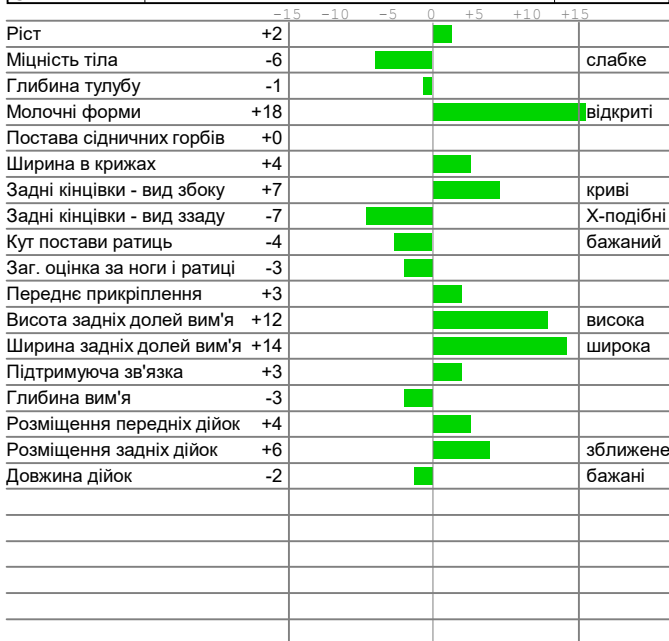 -15 -10 -5 0 +5 +10 +15
Ріст +2
Міцність тіла -6 слабке
Глибина тулубу -1
Молочні форми +18 відкриті
Постава сідничних горбів +0
Ширина в крижах +4
Задні кінцівки - вид збоку +7 криві
Задні кінцівки - вид ззаду -7 Х-подібні
Кут постави ратиць -4 бажаний
Заг. оцінка за ноги і ратиці -3
Переднє прикріплення +3
Висота задніх долей вим'я +12 висока
Ширина задніх долей вим'я +14 широка
Підтримуюча зв'язка +3
Глибина вим'я -3
Розміщення передніх дійок +4
Розміщення задніх дійок +6 зближене
Довжина дійок -2 бажані